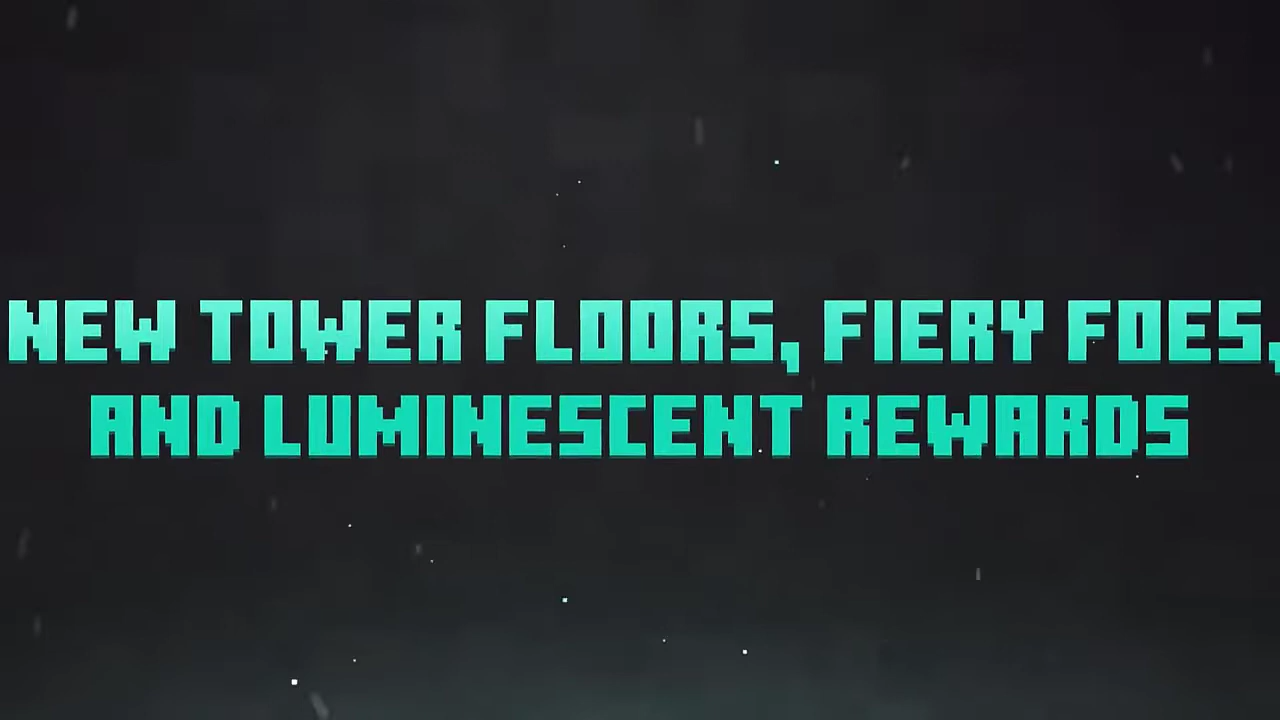 NEW TOWER FLOORS, FIERY FOES,
AND LUMINESCENT REWARDS